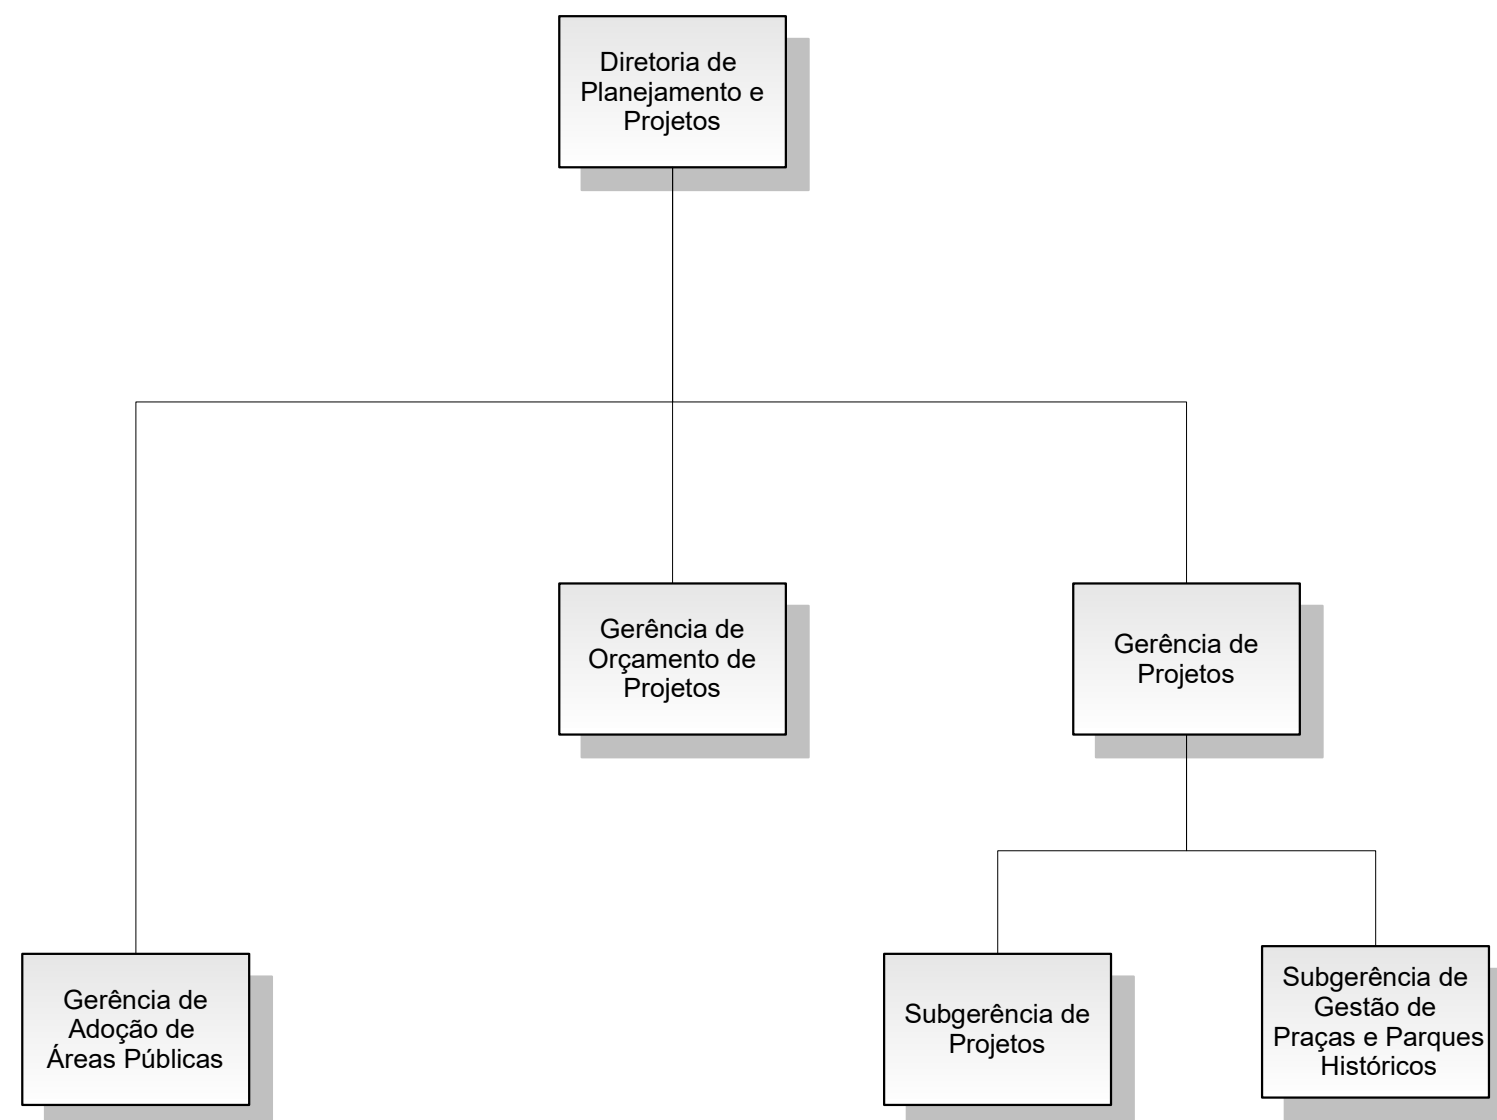 Diretoria de
Planejamento e
Projetos
Gerência de
Orçamento de
Projetos
Gerência de
Projetos
Gerência de
Adoção de
Áreas Públicas
Subgerência de
Projetos
Subgerência de
Gestão de
Praças e Parques
Históricos